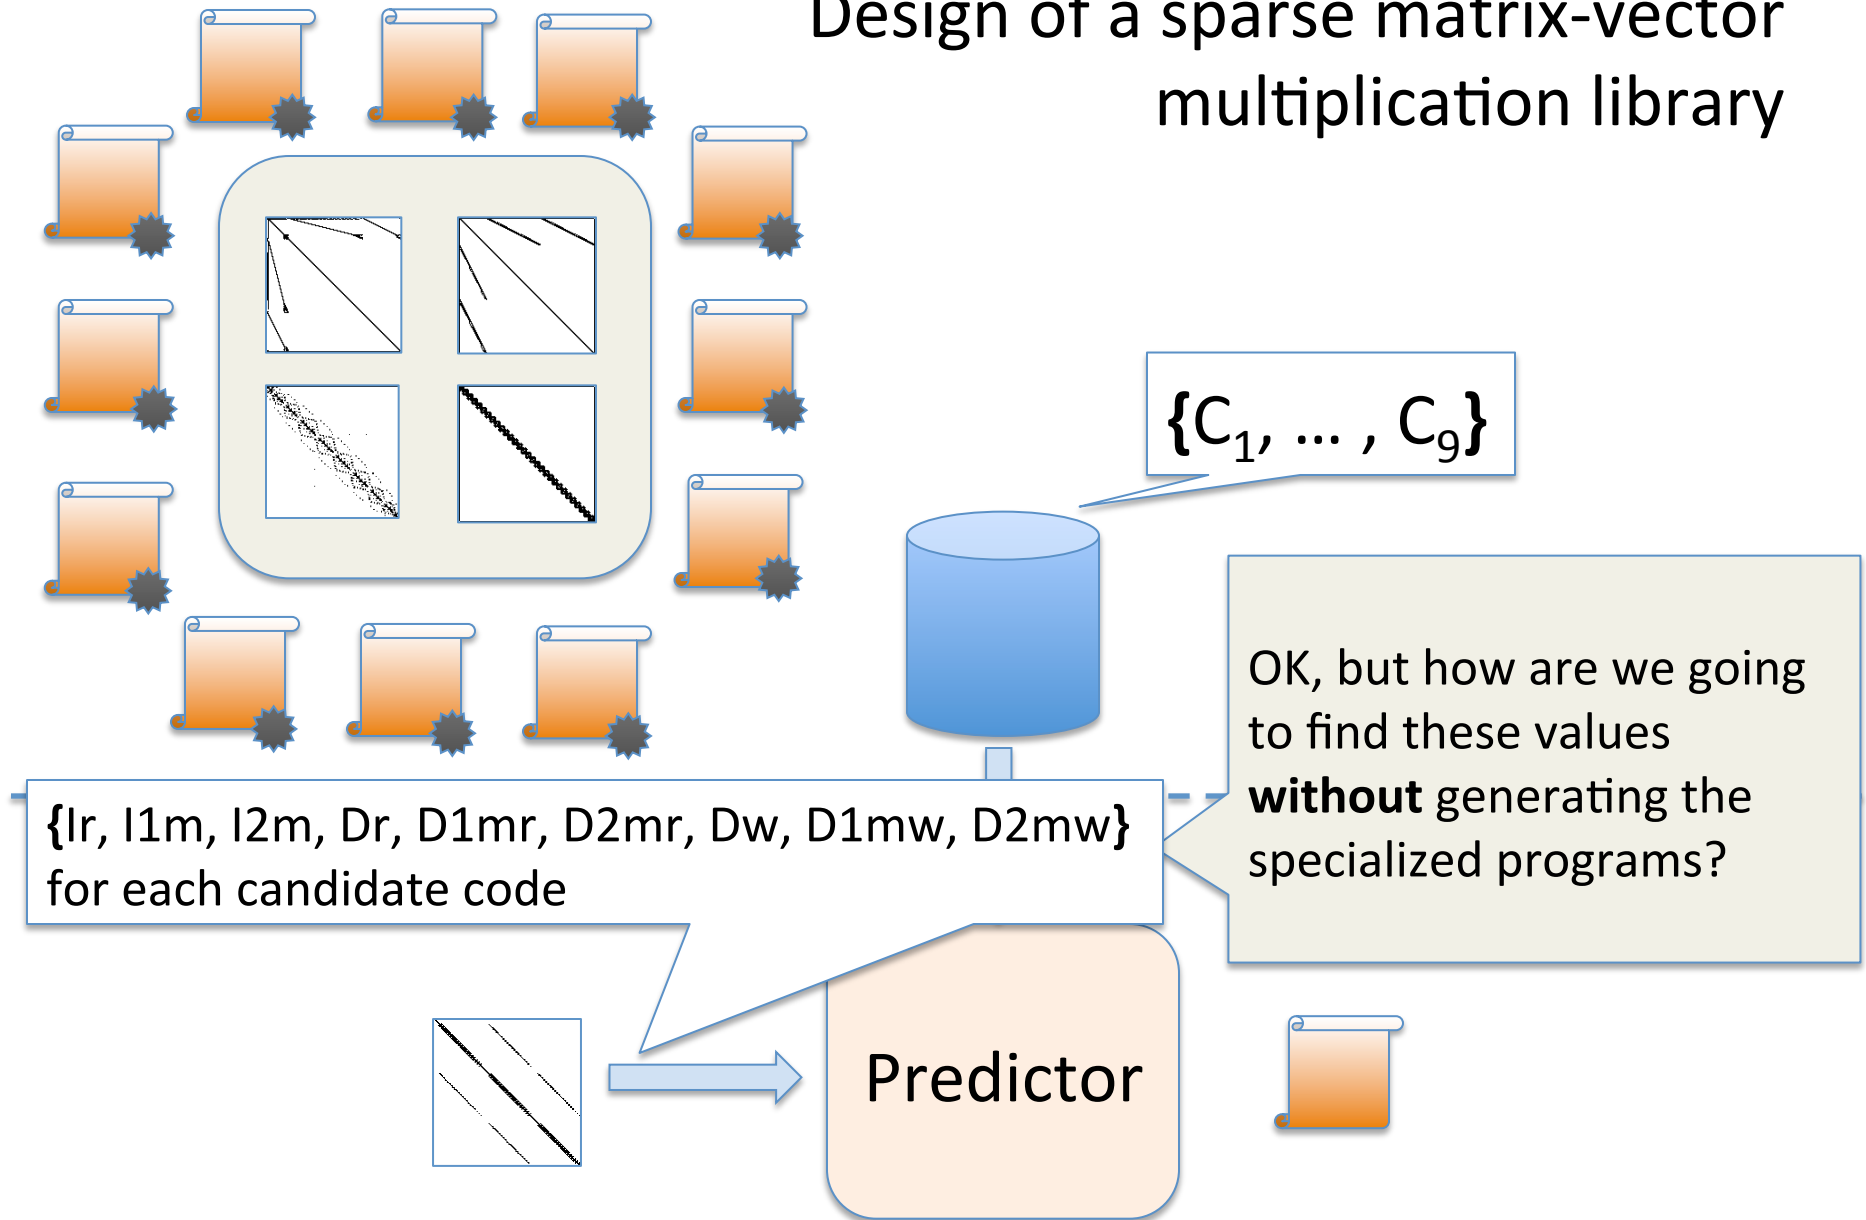 Design of a sparse matrix-vector
multiplication library
{C1, ... , C9}
OK, but how are we going
to find these values
without generating the
specialized programs?
{Ir, I1m, I2m, Dr, D1mr, D2mr, Dw, D1mw, D2mw}
for each candidate code
Predictor